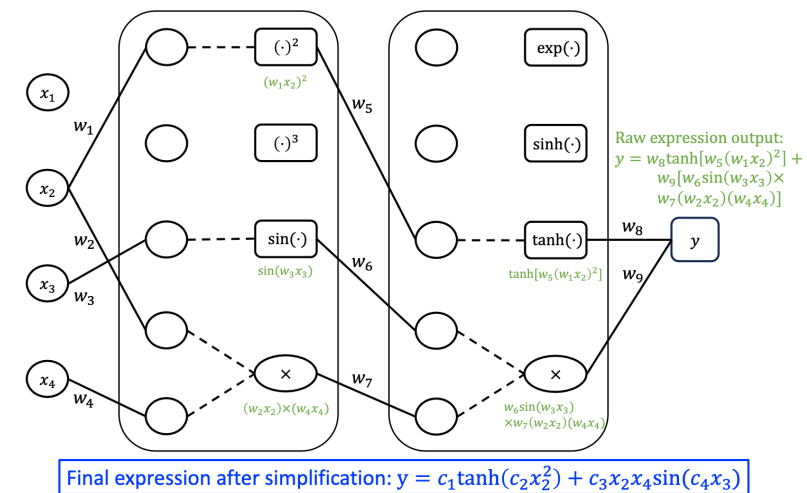 (·)² exp(·)
(w₁x₂)²
x₁ w₁ w₅
(·)³ sinh(·)
Raw expression output:
y = w₈tanh[w₅(w₁x₂)²] +
w₉[w₆sin(w₃x₃)×
w₇(w₂x₂)(w₄x₄)]
x₂
w₂ sin(·) tanh(·) w₈ y
sin(w₃x₃) w₆ tanh[w₅(w₁x₂)²] w₉
x₃ w₃
x₄ × w₇ ×
w₄ (w₂x₂)×(w₄x₄) w₆sin(w₃x₃)
×w₇(w₂x₂)(w₄x₄)
Final expression after simplification: y = c₁tanh(c₂x₂²) + c₃x₂x₄sin(c₄x₃)